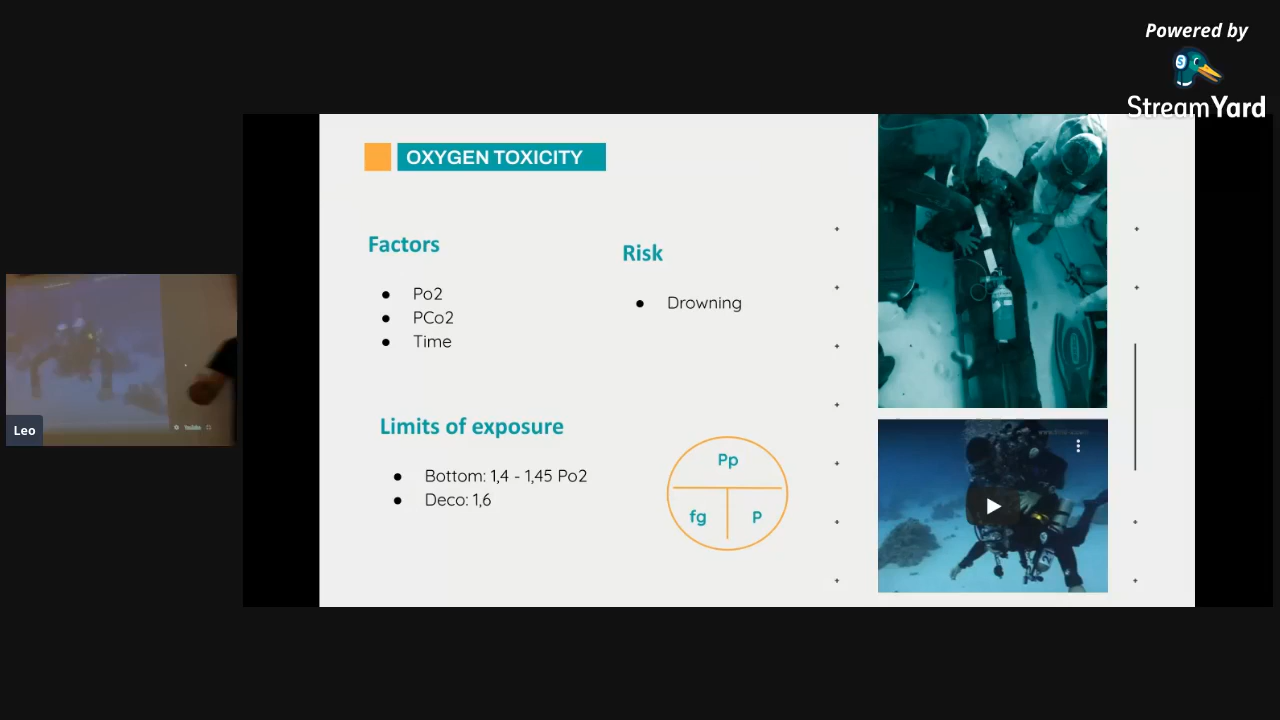 Powered by
StreamYard
OXYGEN TOXICITY
Factors
● Po2
● PCo2
● Time
Risk
● Drowning
Limits of exposure
● Bottom: 1,4 - 1,45 Po2
● Deco: 1,6
Pp
fg
P
Leo